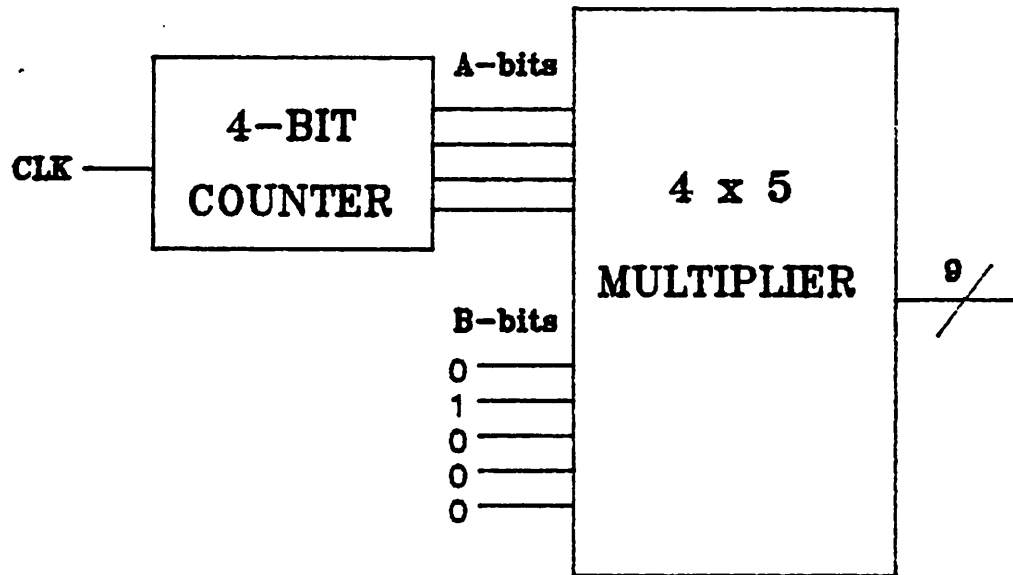 A-bits
4-BIT
COUNTER
CLK
4 x 5
MULTIPLIER
9
B-bits
0
1
0
0
0